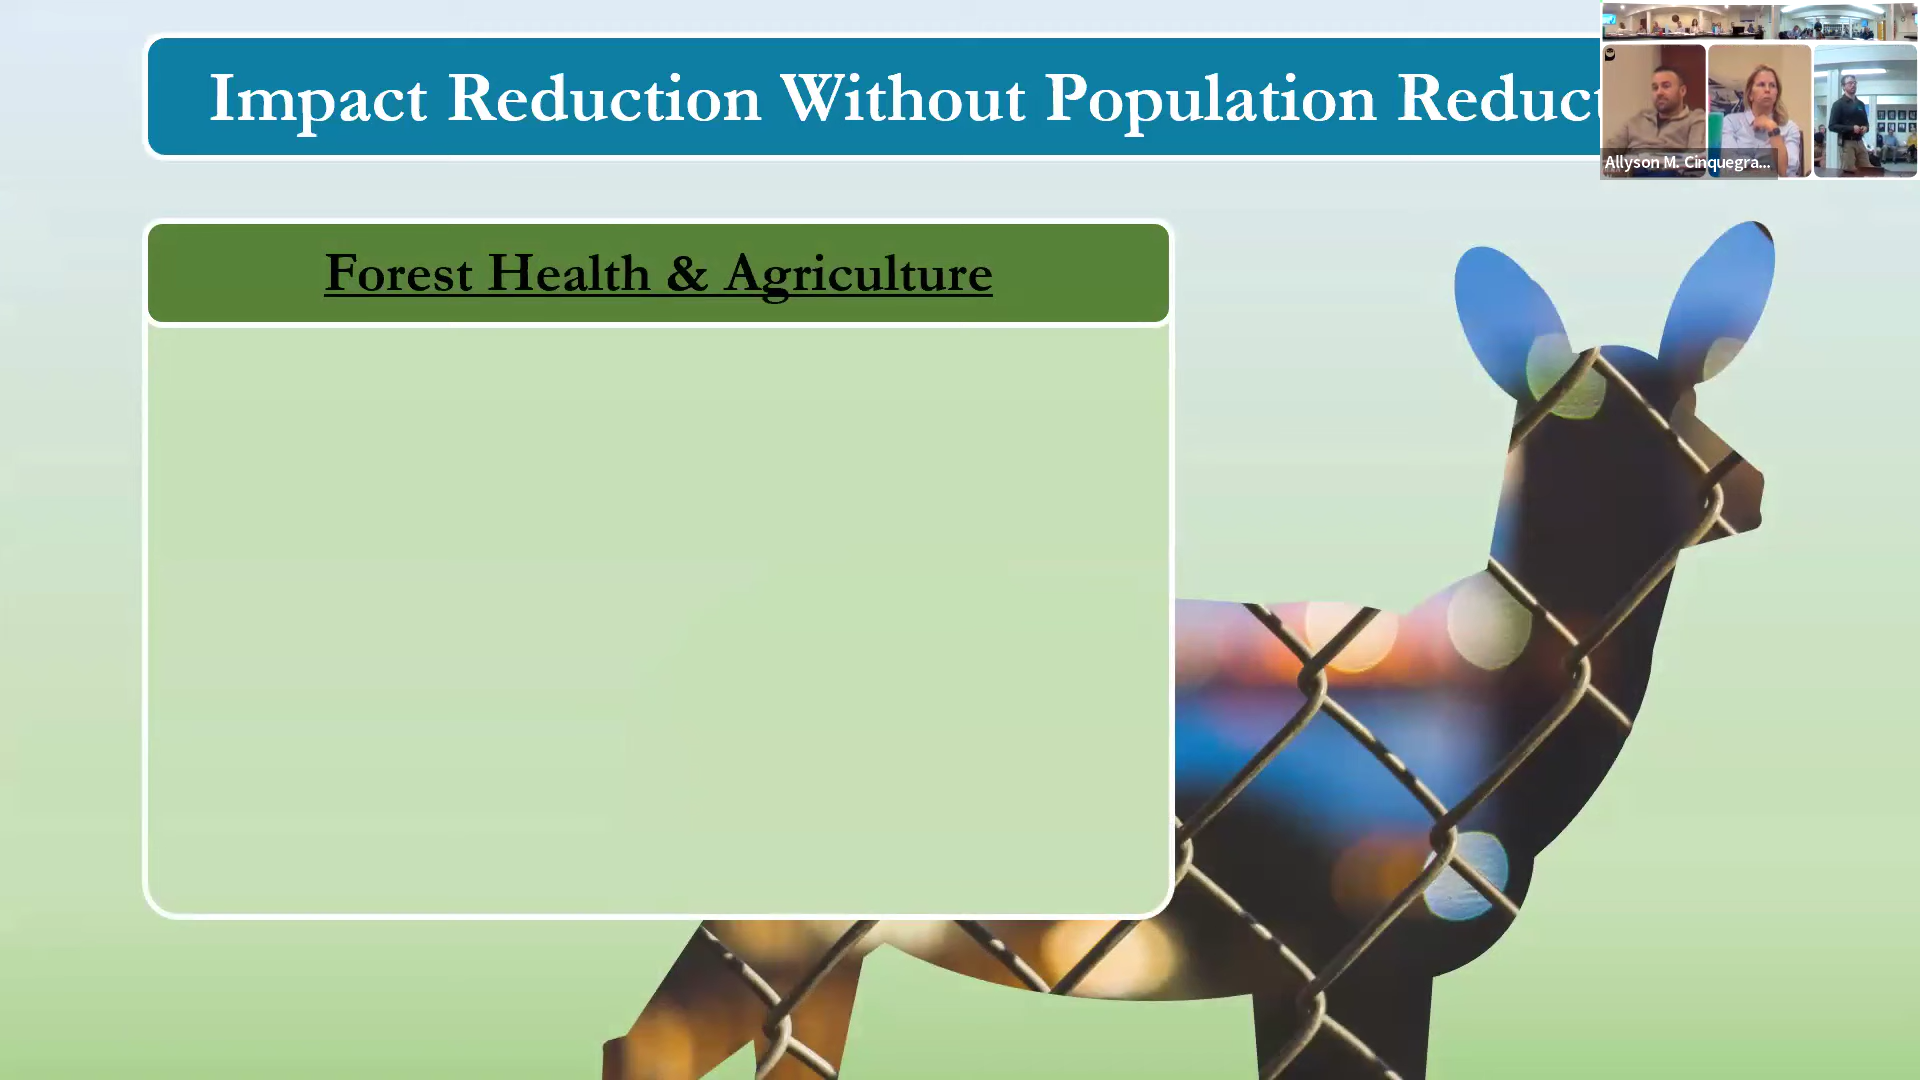 Impact Reduction Without Population Reduct
Allyson M. Cinquegra...
Forest Health & Agriculture